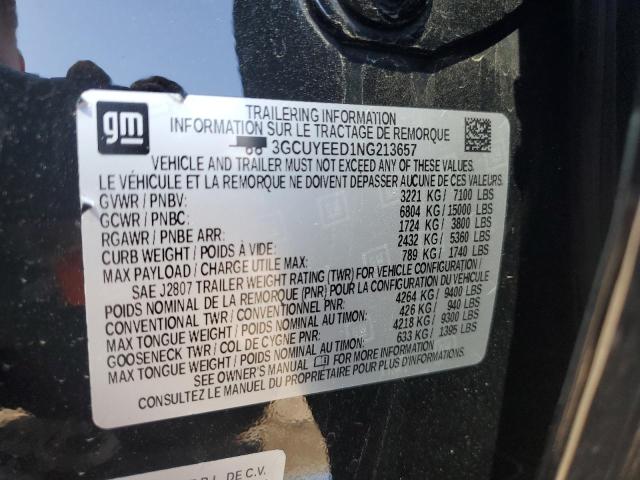 gm
TRAILERING INFORMATION
INFORMATION SUR LE TRACTAGE DE REMORQUE
3GCUYEED1NG213657
VEHICLE AND TRAILER MUST NOT EXCEED ANY OF THESE VALUES.
LE VÉHICULE ET LA REMORQUE NE DOIVENT DÉPASSER AUCUNE DE CES VALEURS.
GVWR / PNBV: 3221 KG / 7100 LBS
GCWR / PNBC: 6804 KG / 15000 LBS
RGAWR / PNBE ARR: 1724 KG / 3800 LBS
CURB WEIGHT / POIDS À VIDE: 2432 KG / 5360 LBS
MAX PAYLOAD / CHARGE UTILE MAX: 789 KG / 1740 LBS
SAE J2807 TRAILER WEIGHT RATING (TWR) FOR VEHICLE CONFIGURATION /
POIDS NOMINAL DE LA REMORQUE (PNR) POUR LA CONFIGURATION DU VÉHICULE
CONVENTIONAL TWR / CONVENTIONNEL PNR: 4264 KG / 9400 LBS
MAX TONGUE WEIGHT / POIDS AU TIMON MAX: 426 KG / 940 LBS
GOOSENECK TWR / COL DE CYGNE PNR: 4218 KG / 9300 LBS
MAX TONGUE WEIGHT / POIDS AU TIMON MAX: 633 KG / 1395 LBS
SEE OWNER'S MANUAL FOR MORE INFORMATION
CONSULTEZ LE MANUEL DU PROPRIÉTAIRE POUR PLUS D'INFORMATION
DE C.V.